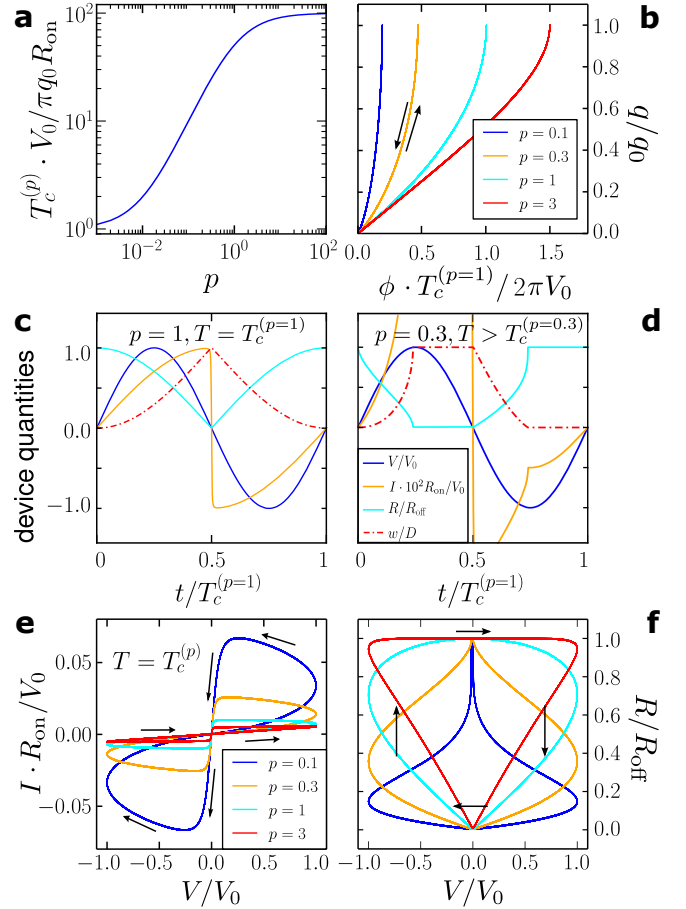 a
T_c^{(p)} · V_0/πq_0R_on
10^2
10^1
10^0
10^{-2}
10^0
10^2
p
b
p = 0.1
p = 0.3
p = 1
p = 3
1.0
0.8
0.6
0.4
0.2
0.0
q/q_0
0.0
0.5
1.0
1.5
ϕ · T_c^{(p=1)}/2πV_0
c
p = 1, T = T_c^{(p=1)}
device quantities
1.0
0.0
−1.0
0
0.5
1
t/T_c^{(p=1)}
d
p = 0.3, T > T_c^{(p=0.3)}
V/V_0
I · 10^2R_on/V_0
R/R_off
w/D
0
0.5
1
t/T_c^{(p=1)}
e
T = T_c^{(p)}
I · R_on/V_0
0.05
0.00
−0.05
p = 0.1
p = 0.3
p = 1
p = 3
−1.0
−0.5
0.0
0.5
1.0
V/V_0
f
1.0
0.8
0.6
0.4
0.2
0.0
R/R_off
−1.0
−0.5
0.0
0.5
1.0
V/V_0